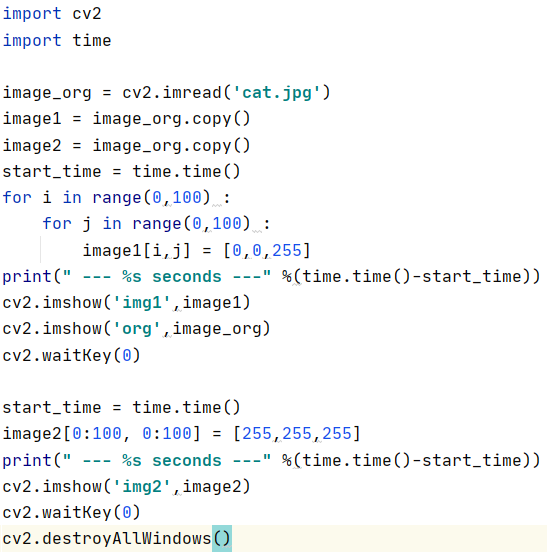 import cv2
import time

image_org = cv2.imread('cat.jpg')
image1 = image_org.copy()
image2 = image_org.copy()
start_time = time.time()
for i in range(0,100) :
    for j in range(0,100) :
        image1[i,j] = [0,0,255]
print(" --- %s seconds ---" %(time.time()-start_time))
cv2.imshow('img1',image1)
cv2.imshow('org',image_org)
cv2.waitKey(0)

start_time = time.time()
image2[0:100, 0:100] = [255,255,255]
print(" --- %s seconds ---" %(time.time()-start_time))
cv2.imshow('img2',image2)
cv2.waitKey(0)
cv2.destroyAllWindows()